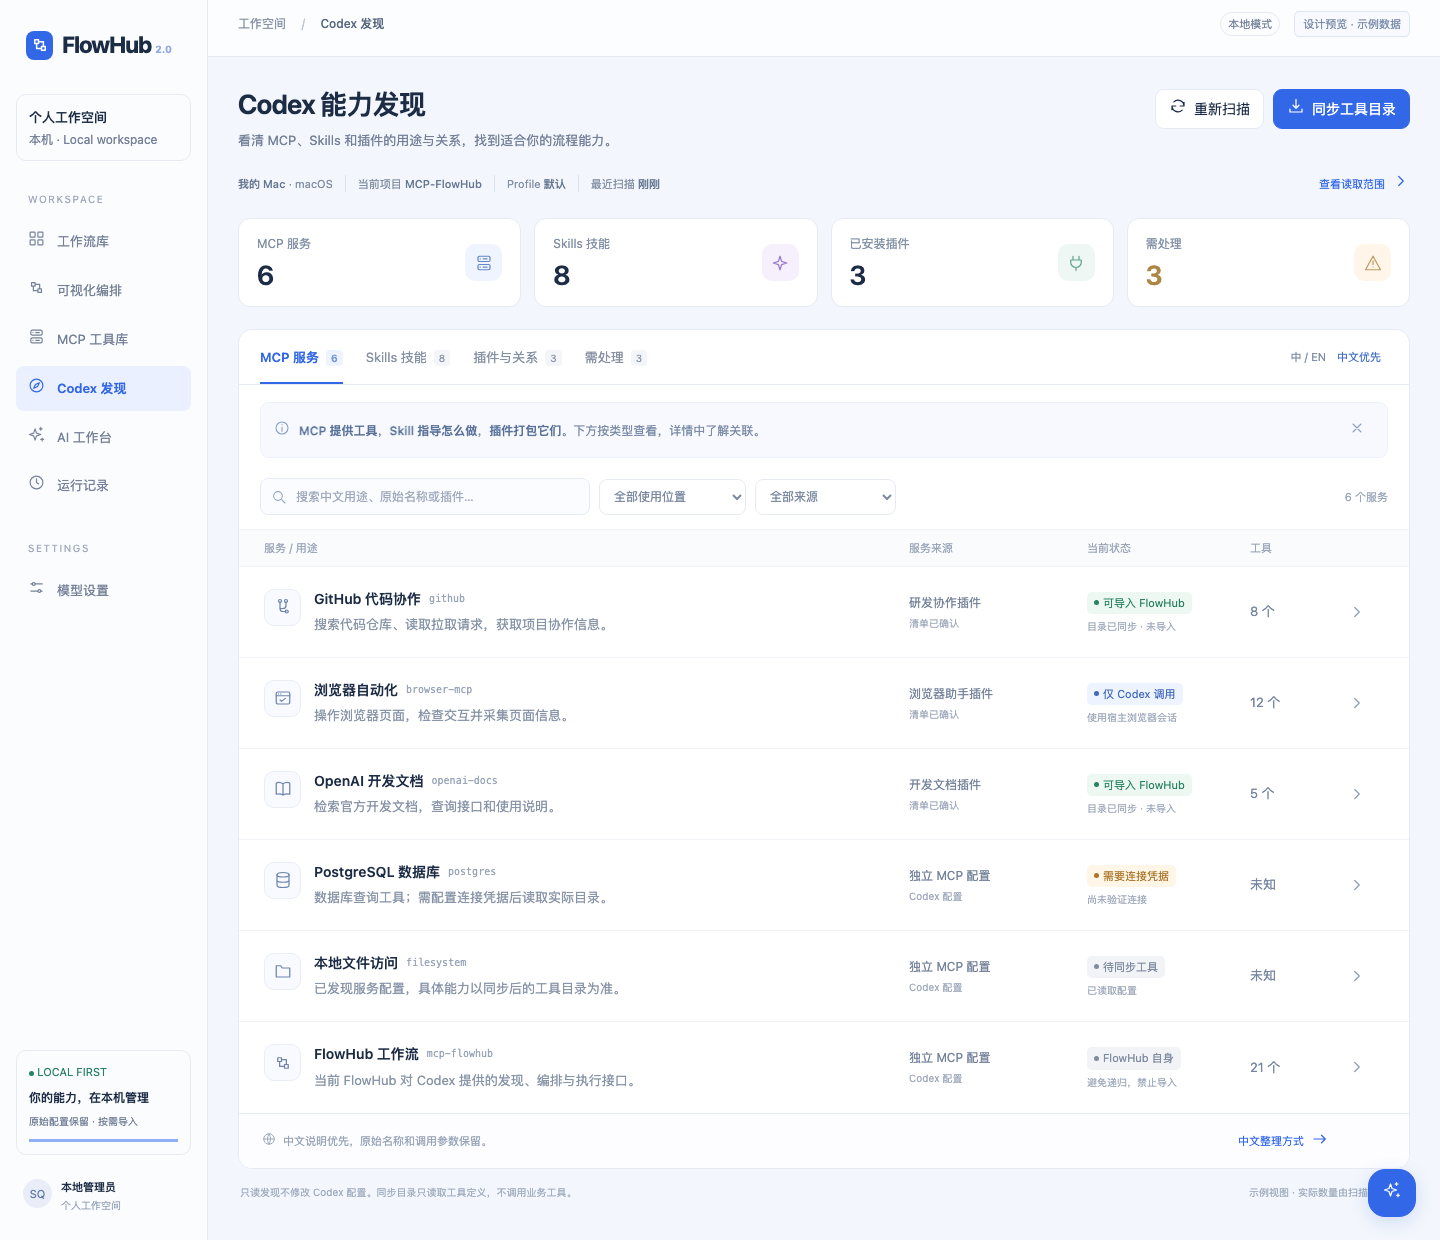 FlowHub 2.0
个人工作空间
本机 · Local workspace
WORKSPACE
工作流库
可视化编排
MCP 工具库
Codex 发现
AI 工作台
运行记录
SETTINGS
模型设置
LOCAL FIRST
你的能力，在本机管理
原始配置保留 · 按需导入
SQ
本地管理员
个人工作空间
工作空间 / Codex 发现
本地模式
设计预览 · 示例数据
Codex 能力发现
看清 MCP、Skills 和插件的用途与关系，找到适合你的流程能力。
重新扫描
同步工具目录
我的 Mac · macOS
当前项目 MCP-FlowHub
Profile 默认
最近扫描 刚刚
查看读取范围
MCP 服务
6
Skills 技能
8
已安装插件
3
需处理
3
MCP 服务 6
Skills 技能 8
插件与关系 3
需处理 3
中 / EN 中文优先
MCP 提供工具，Skill 指导怎么做，插件打包它们。下方按类型查看，详情中了解关联。
搜索中文用途、原始名称或插件...
全部使用位置
全部来源
6 个服务
服务 / 用途
服务来源
当前状态
工具
GitHub 代码协作 github
搜索代码仓库、读取拉取请求，获取项目协作信息。
研发协作插件
清单已确认
可导入 FlowHub
目录已同步 · 未导入
8 个
浏览器自动化 browser-mcp
操作浏览器页面，检查交互并采集页面信息。
浏览器助手插件
清单已确认
仅 Codex 调用
使用宿主浏览器会话
12 个
OpenAI 开发文档 openai-docs
检索官方开发文档，查询接口和使用说明。
开发文档插件
清单已确认
可导入 FlowHub
目录已同步 · 未导入
5 个
PostgreSQL 数据库 postgres
数据库查询工具；需配置连接凭据后读取实际目录。
独立 MCP 配置
Codex 配置
需要连接凭据
尚未验证连接
未知
本地文件访问 filesystem
已发现服务配置，具体能力以同步后的工具目录为准。
独立 MCP 配置
Codex 配置
待同步工具
已读取配置
未知
FlowHub 工作流 mcp-flowhub
当前 FlowHub 对 Codex 提供的发现、编排与执行接口。
独立 MCP 配置
Codex 配置
FlowHub 自身
避免递归，禁止导入
21 个
中文说明优先，原始名称和调用参数保留。
中文整理方式
只读发现不修改 Codex 配置。同步目录只读取工具定义，不调用业务工具。
示例视图 · 实际数量由扫描